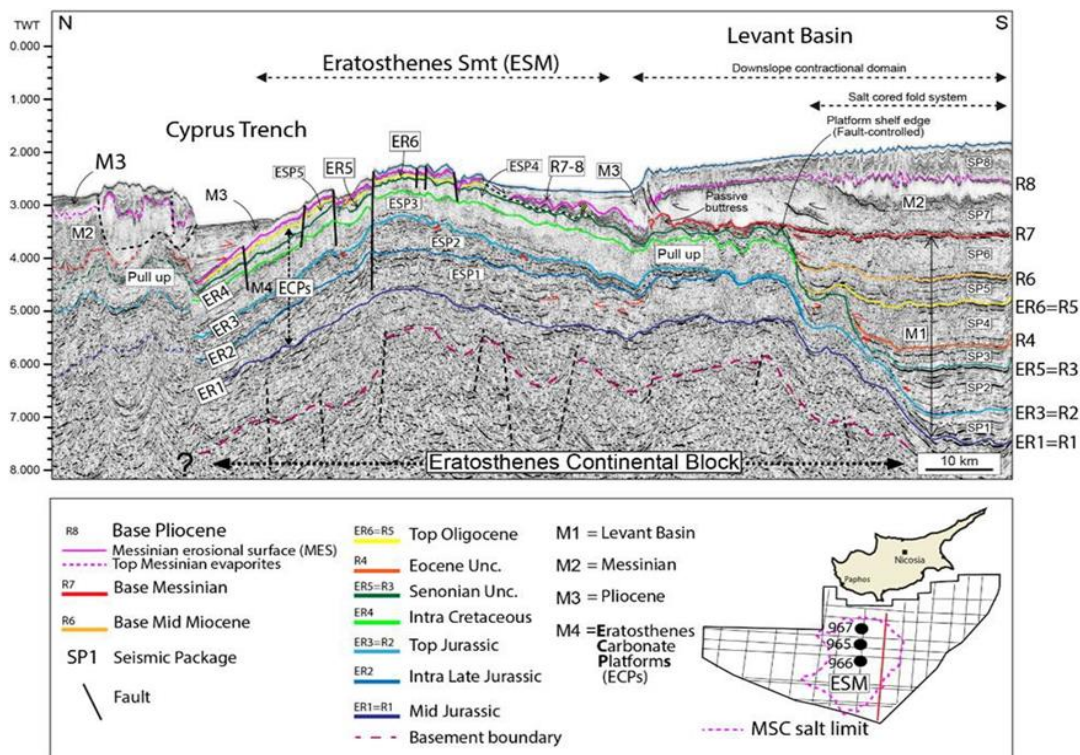 TWT
N
S
0.000
1.000
2.000
3.000
4.000
5.000
6.000
7.000
8.000
Levant Basin
Downslope contractional domain
Eratosthenes Smt (ESM)
Salt cored fold system
Platform shelf edge
(Fault-controlled)
Cyprus Trench
M3
M2
Pull up
M3
ESP5
ER5
ER6
ESP4
R7-8
M3
ESP3
ESP2
ESP1
Passive
buttress
Pull up
M4
ECPs
ER4
ER3
ER2
ER1
SP8
M2
SP7
SP6
SP5
SP4
M1
SP3
SP2
SP1
R8
R7
R6
ER6=R5
R4
ER5=R3
ER3=R2
ER1=R1
?
Eratosthenes Continental Block
10 km
R8 Base Pliocene
Messinian erosional surface (MES)
Top Messinian evaporites
R7 Base Messinian
R6 Base Mid Miocene
SP1 Seismic Package
Fault
ER6=R5 Top Oligocene
R4 Eocene Unc.
ER5=R3 Senonian Unc.
ER4 Intra Cretaceous
ER3=R2 Top Jurassic
ER2 Intra Late Jurassic
ER1=R1 Mid Jurassic
Basement boundary
M1 = Levant Basin
M2 = Messinian
M3 = Pliocene
M4 = Eratosthenes
Carbonate
Platforms
(ECPs)
Nicosia
Paphos
967
965
966
ESM
MSC salt limit